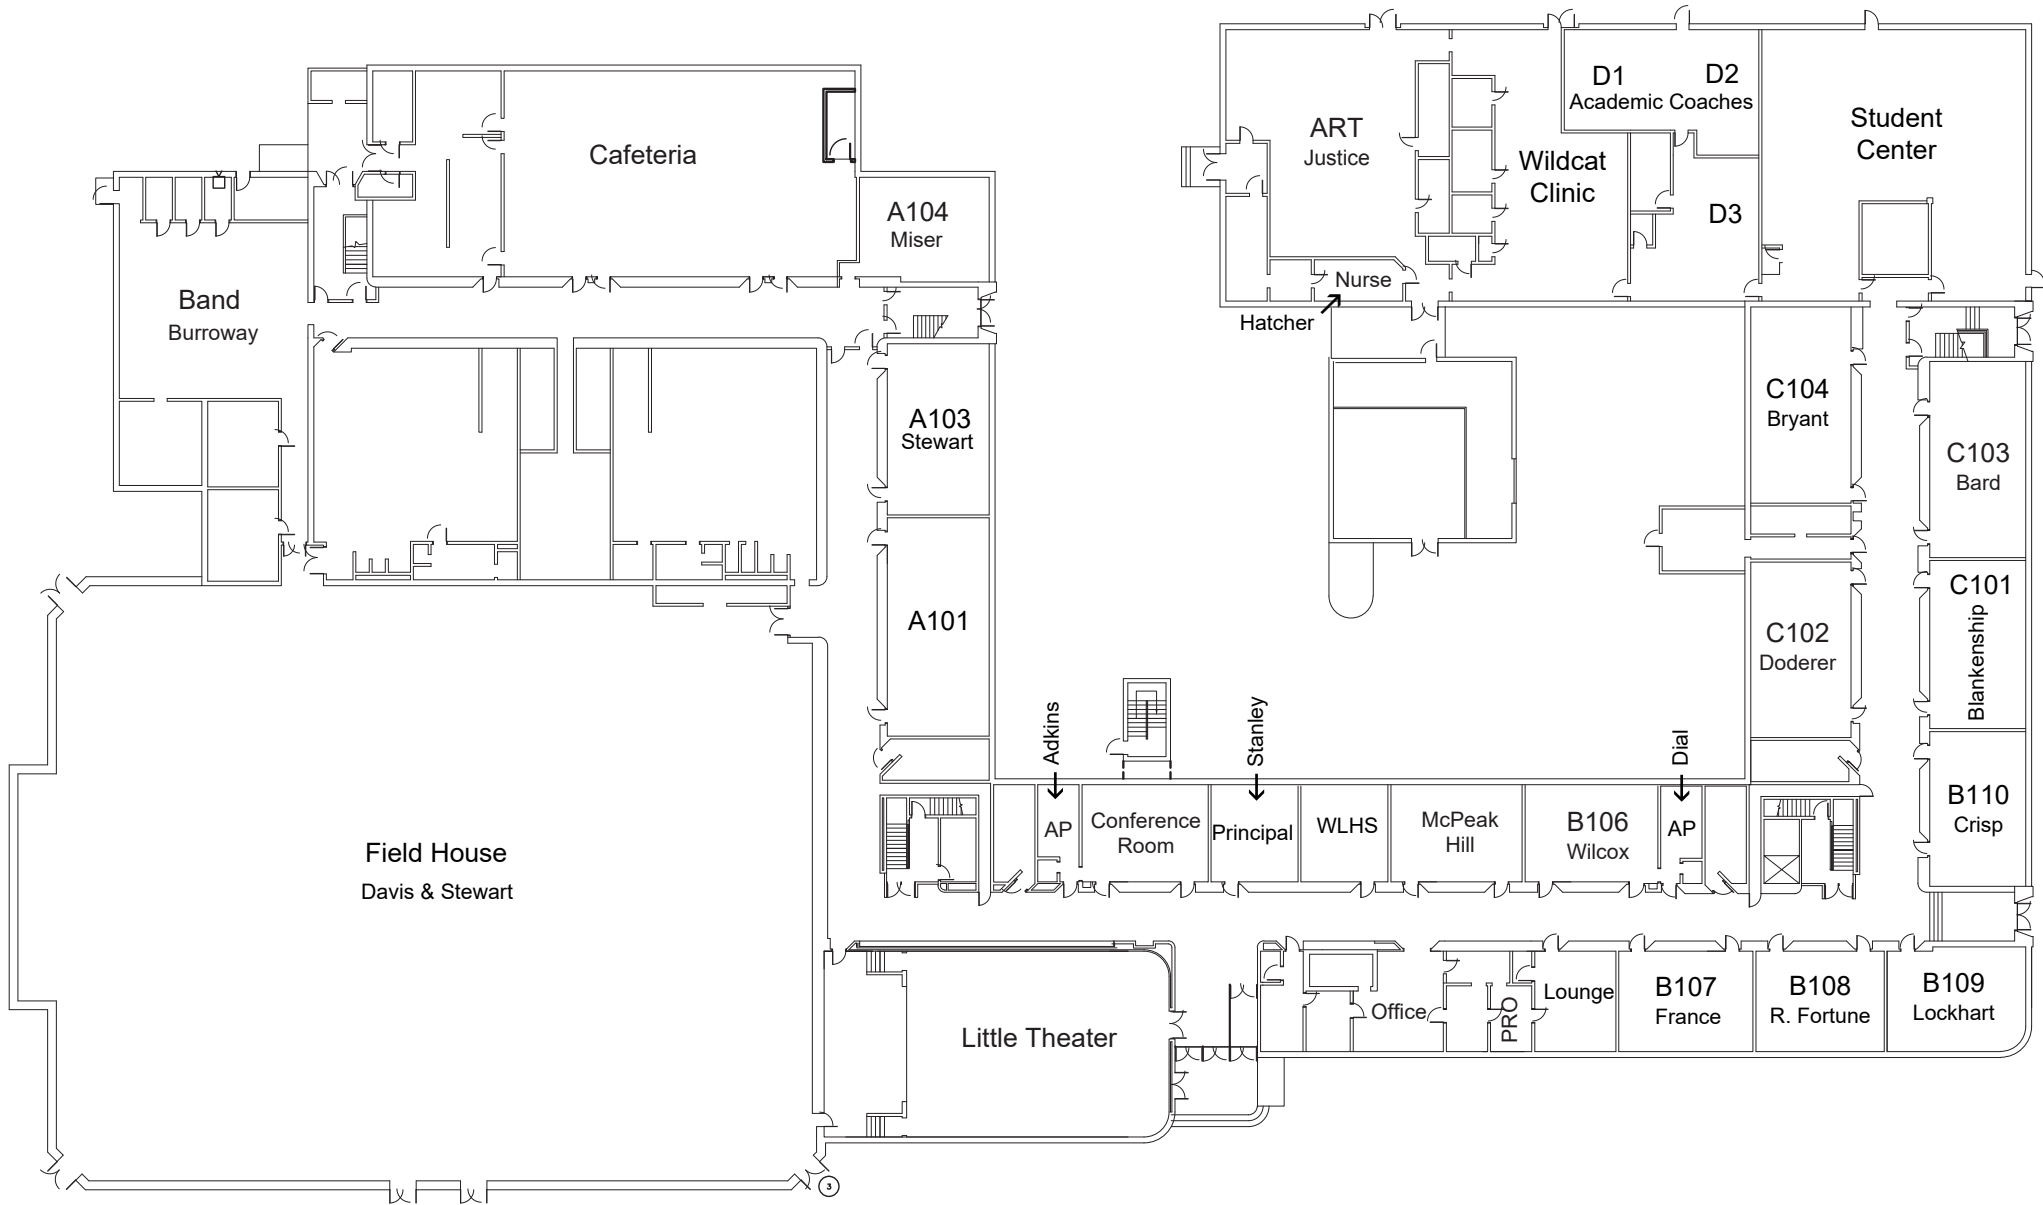 D1
D2
Academic Coaches
Student
Center
ART
Justice
Cafeteria
Wildcat
Clinic
A104
Miser
D3
Nurse
Hatcher
Band
Burroway
A103
Stewart
C104
Bryant
C103
Bard
C101
Blankenship
A101
C102
Doderer
Adkins
Stanley
Dial
AP
Conference
Room
Principal
WLHS
McPeak
Hill
B106
Wilcox
AP
B110
Crisp
Field House
Davis & Stewart
Little Theater
Office
PRO
Lounge
B107
France
B108
R. Fortune
B109
Lockhart
3